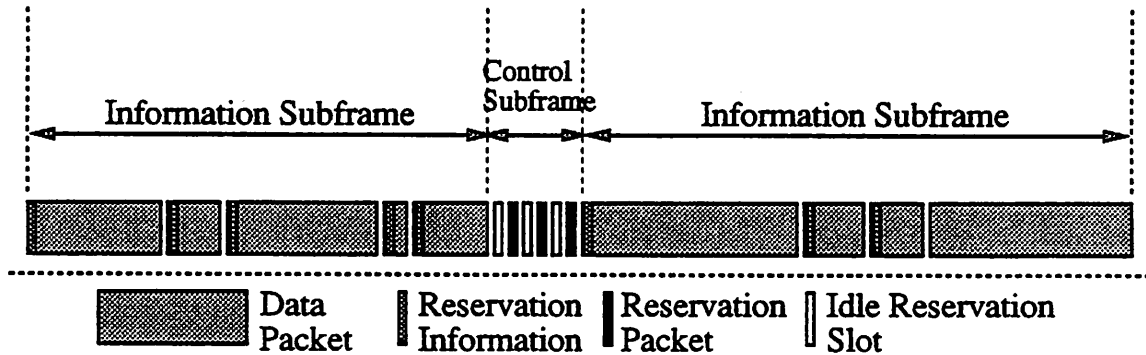 Control
Subframe
Information Subframe
Information Subframe
Data
Packet
Reservation
Information
Reservation
Packet
Idle Reservation
Slot